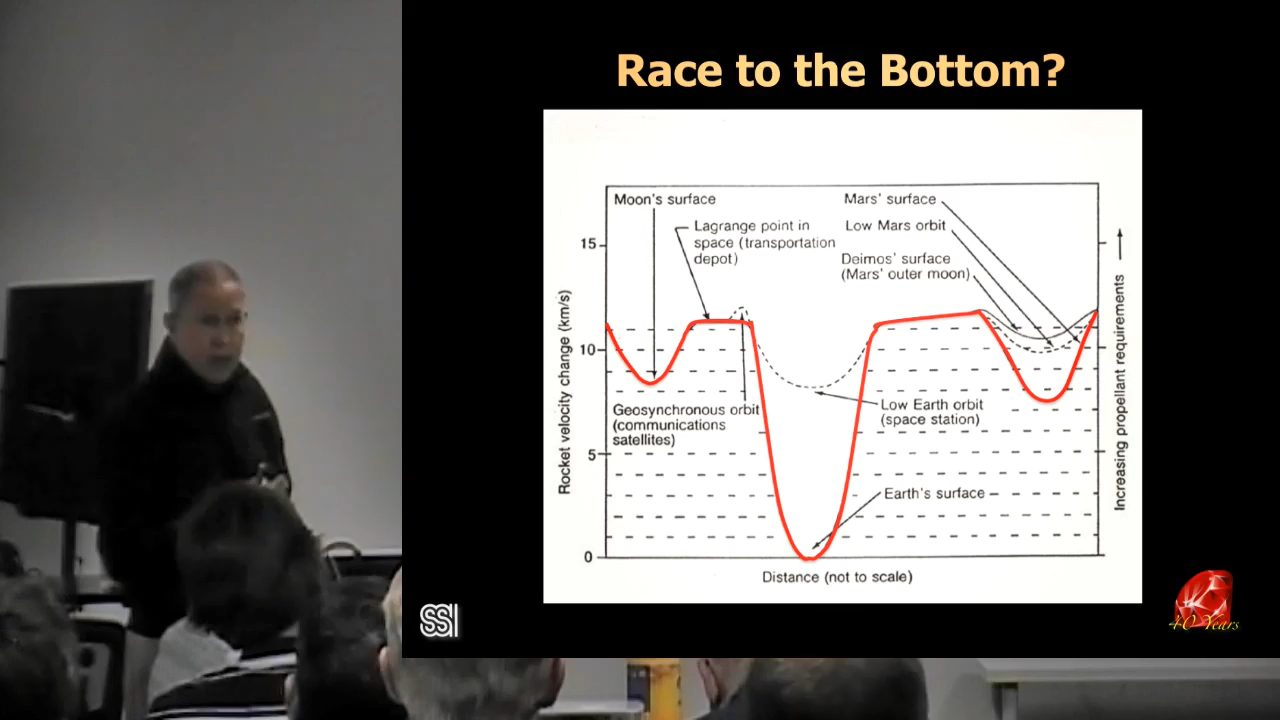 Race to the Bottom?
Moon's surface
Lagrange point in
space (transportation
depot)
Mars' surface
Low Mars orbit
Deimos' surface
(Mars' outer moon)
15
10
5
0
Rocket velocity change (km/s)
Geosynchronous orbit
(communications
satellites)
Low Earth orbit
(space station)
Earth's surface
Increasing propellant requirements
Distance (not to scale)
SSI
40 Years